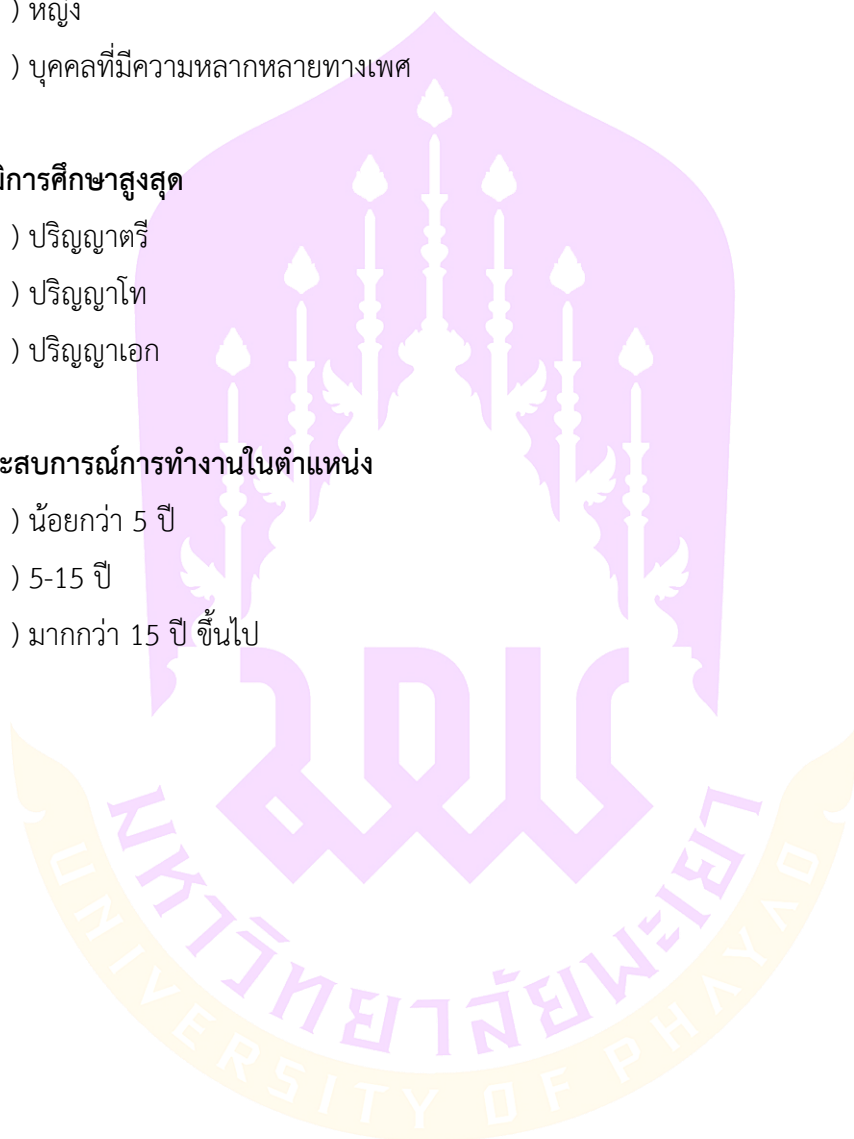 ) หญิง
) บุคคลที่มีความหลากหลายทางเพศ
มิการศึกษาสูงสุด
) ปริญญาตรี
) ปริญญาโท
) ปริญญาเอก
ะสบการณ์การทำงานในตำแหน่ง
) น้อยกว่า 5 ปี
) 5-15 ปี
) มากกว่า 15 ปี ขึ้นไป
มหาวิทยาลัยพะเยา
UNIVERSITY OF PHAYAO